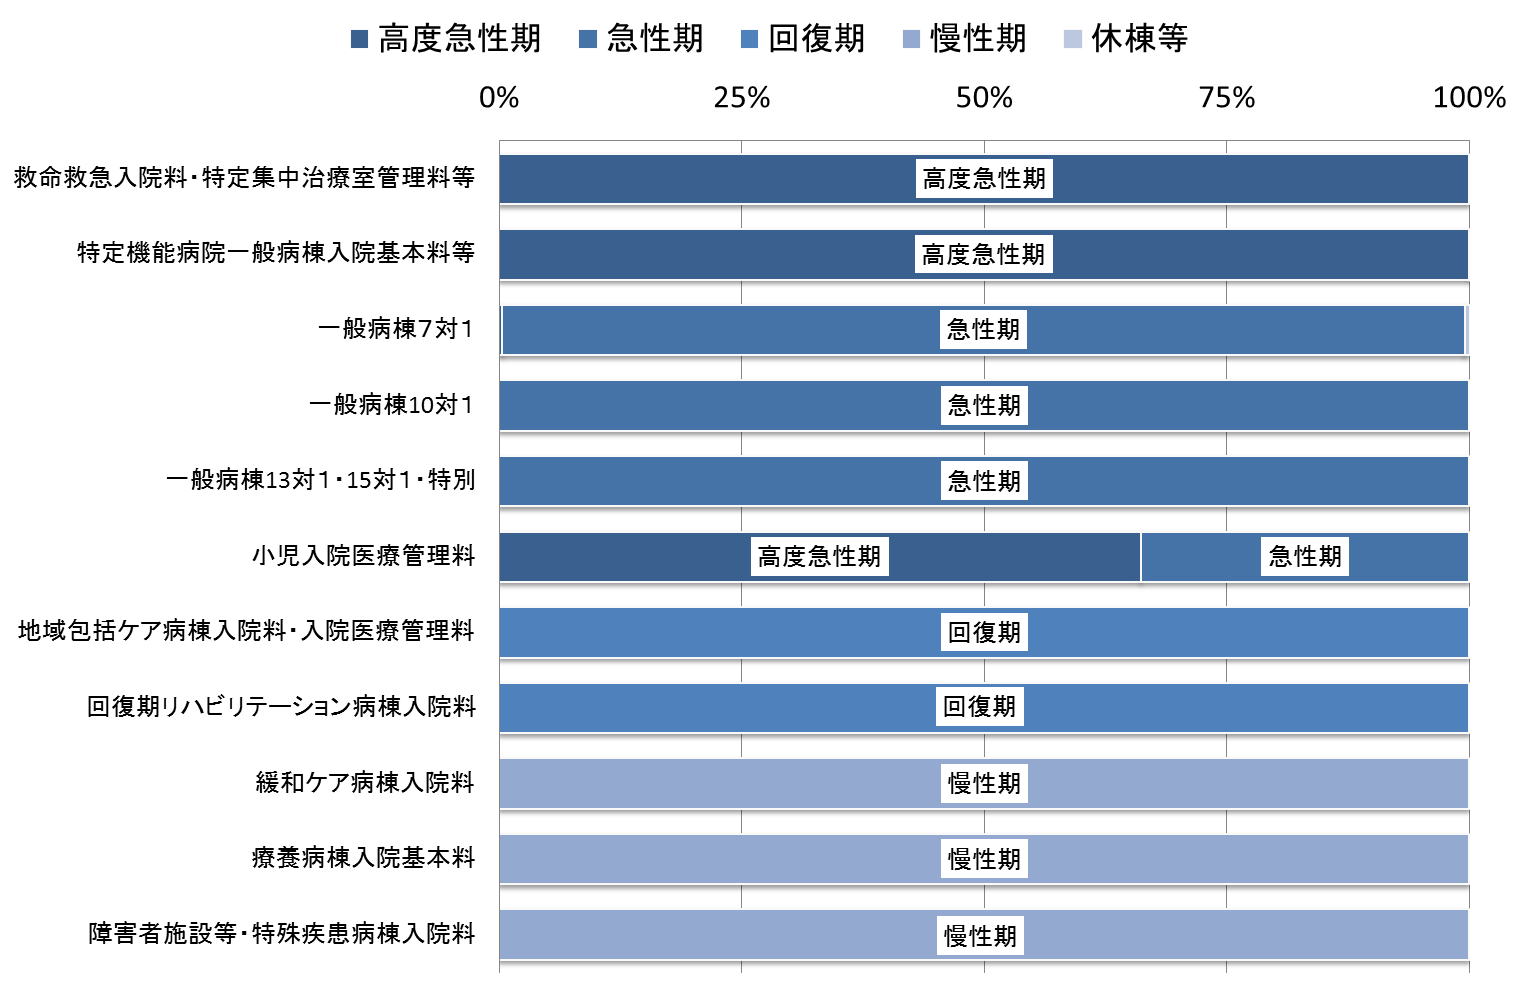 高度急性期 急性期 回復期 慢性期 休棟等
0% 25% 50% 75% 100%
救命救急入院料・特定集中治療室管理料等 高度急性期
特定機能病院一般病棟入院基本料等 高度急性期
一般病棟７対１ 急性期
一般病棟10対１ 急性期
一般病棟13対１・15対１・特別 急性期
小児入院医療管理料 高度急性期 急性期
地域包括ケア病棟入院料・入院医療管理料 回復期
回復期リハビリテーション病棟入院料 回復期
緩和ケア病棟入院料 慢性期
療養病棟入院基本料 慢性期
障害者施設等・特殊疾患病棟入院料 慢性期